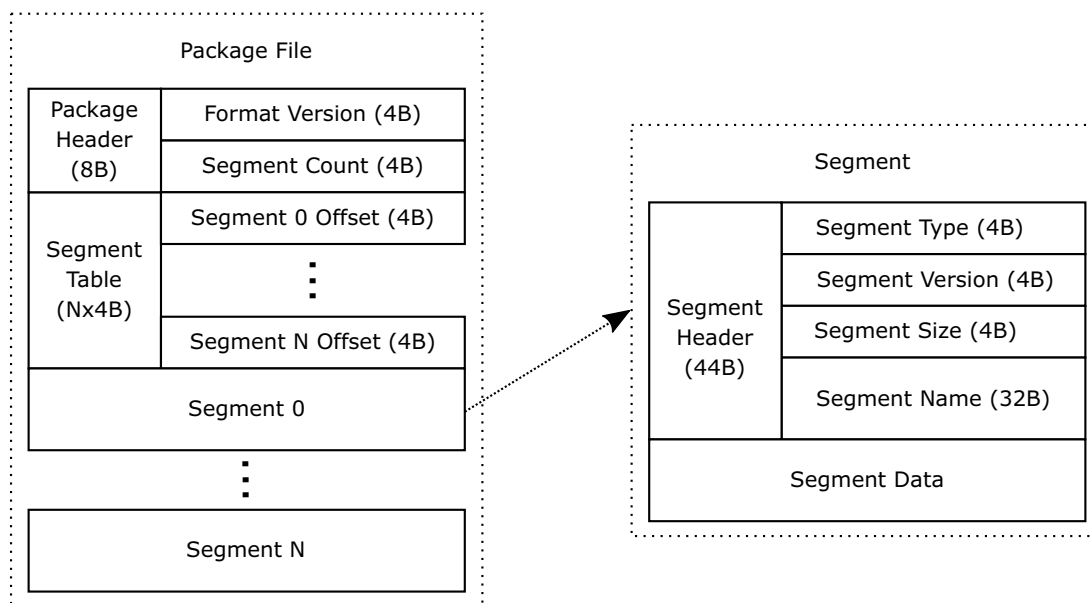 Package File
Package
Header
(8B)
Format Version (4B)
Segment Count (4B)
Segment
Table
(Nx4B)
Segment 0 Offset (4B)
Segment N Offset (4B)
Segment 0
Segment N
Segment
Segment
Header
(44B)
Segment Type (4B)
Segment Version (4B)
Segment Size (4B)
Segment Name (32B)
Segment Data